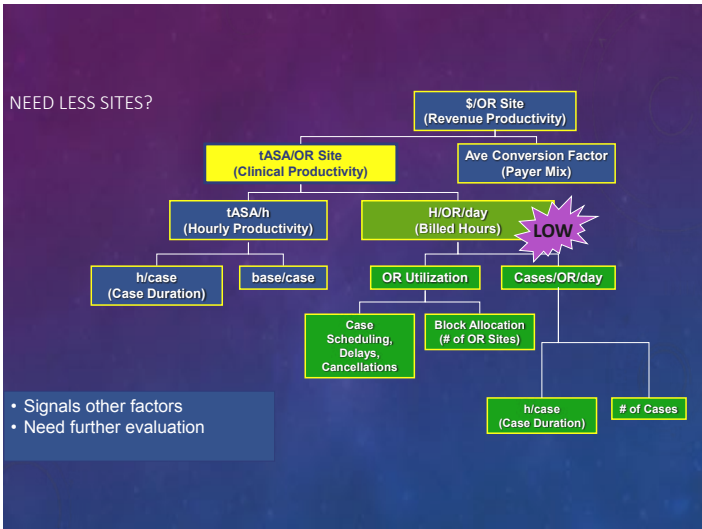 NEED LESS SITES?
$/OR Site
(Revenue Productivity)
tASA/OR Site
(Clinical Productivity)
Ave Conversion Factor
(Payer Mix)
tASA/h
(Hourly Productivity)
H/OR/day
(Billed Hours)
LOW
h/case
(Case Duration)
base/case
OR Utilization
Cases/OR/day
Case
Scheduling,
Delays,
Cancellations
Block Allocation
(# of OR Sites)
h/case
(Case Duration)
# of Cases
• Signals other factors
• Need further evaluation